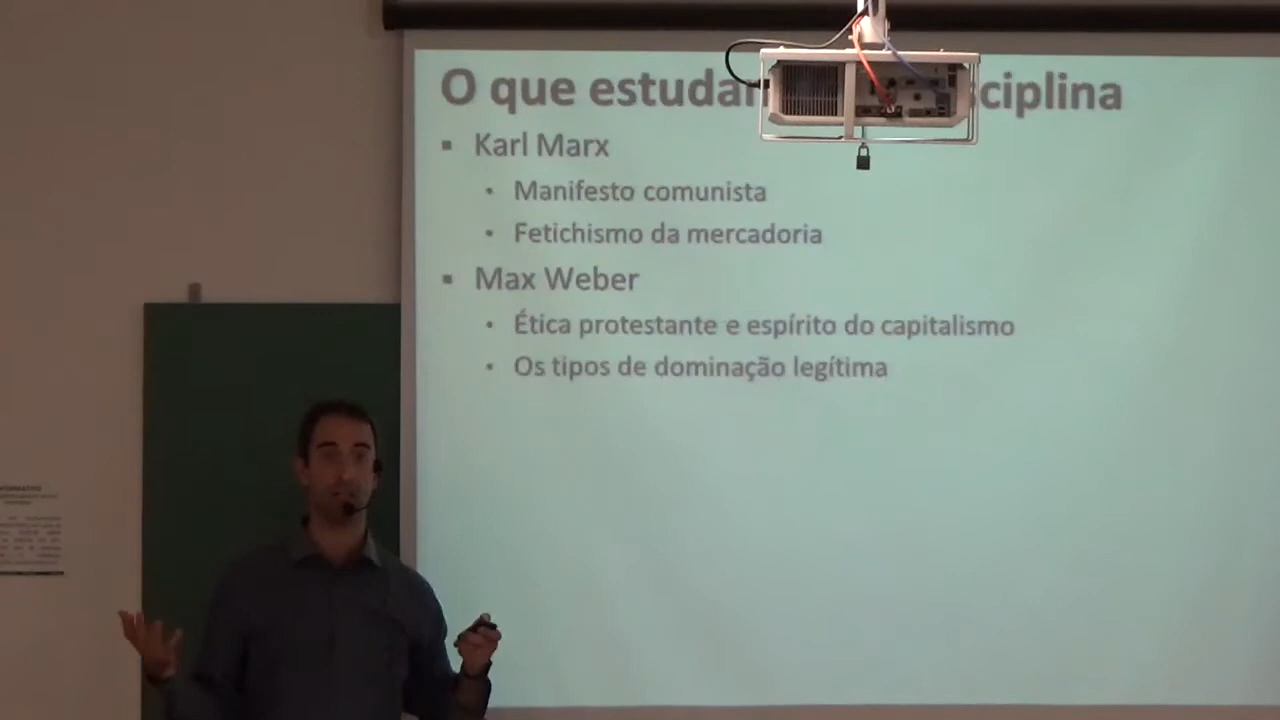 O que estudar ciplina
▪ Karl Marx
• Manifesto comunista
• Fetichismo da mercadoria
▪ Max Weber
• Ética protestante e espírito do capitalismo
• Os tipos de dominação legítima